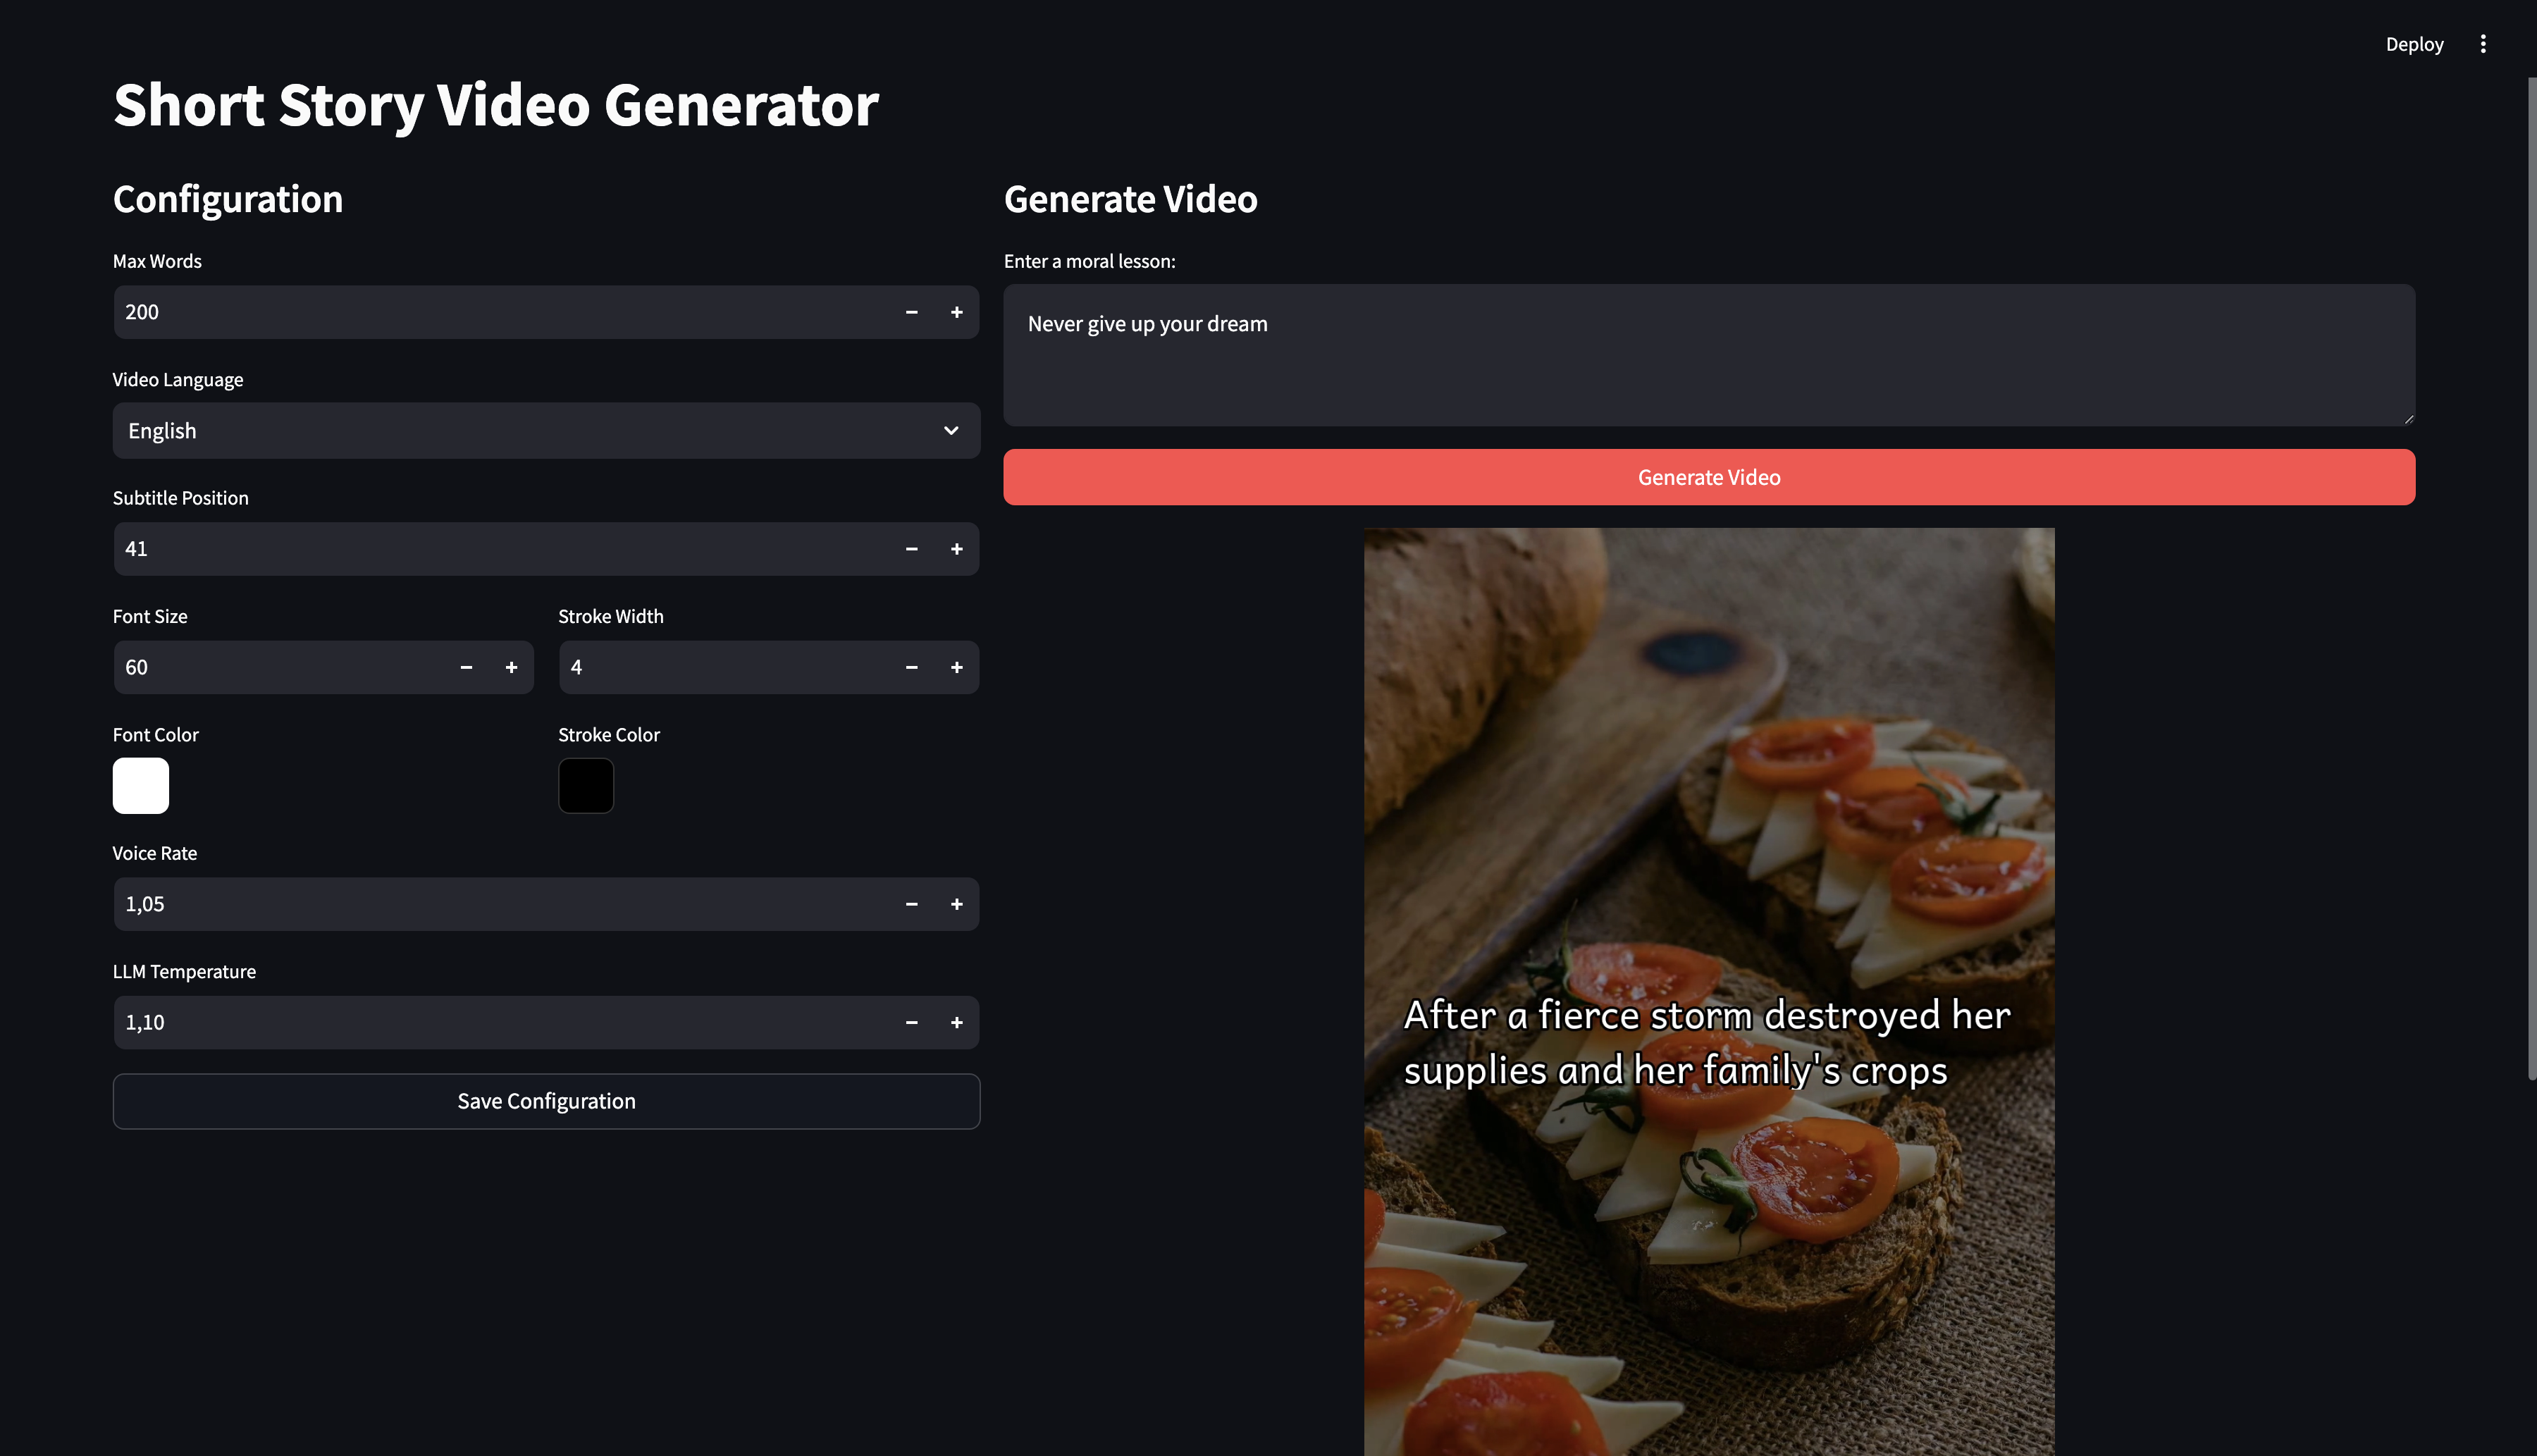 Deploy
Short Story Video Generator
Configuration
Max Words
200
Video Language
English
Subtitle Position
41
Font Size
Stroke Width
60
4
Font Color
Stroke Color
Voice Rate
1,05
LLM Temperature
1,10
Save Configuration
Generate Video
Enter a moral lesson:
Never give up your dream
Generate Video
After a fierce storm destroyed her
supplies and her family's crops